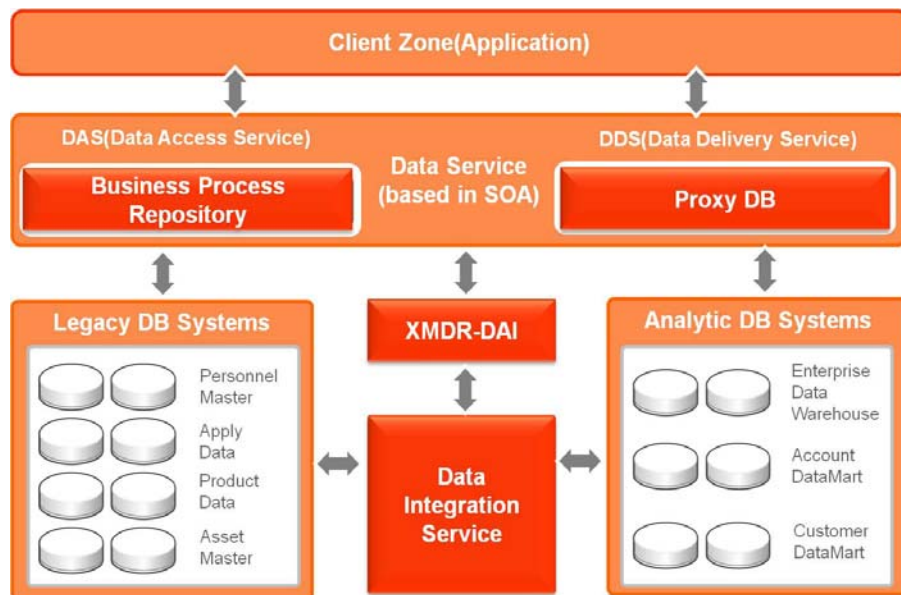 Client Zone(Application)
DAS(Data Access Service)
Business Process
Repository
Data Service
(based in SOA)
DDS(Data Delivery Service)
Proxy DB
Legacy DB Systems
Personnel
Master
Apply
Data
Product
Data
Asset
Master
XMDR-DAI
Data
Integration
Service
Analytic DB Systems
Enterprise
Data
Warehouse
Account
DataMart
Customer
DataMart